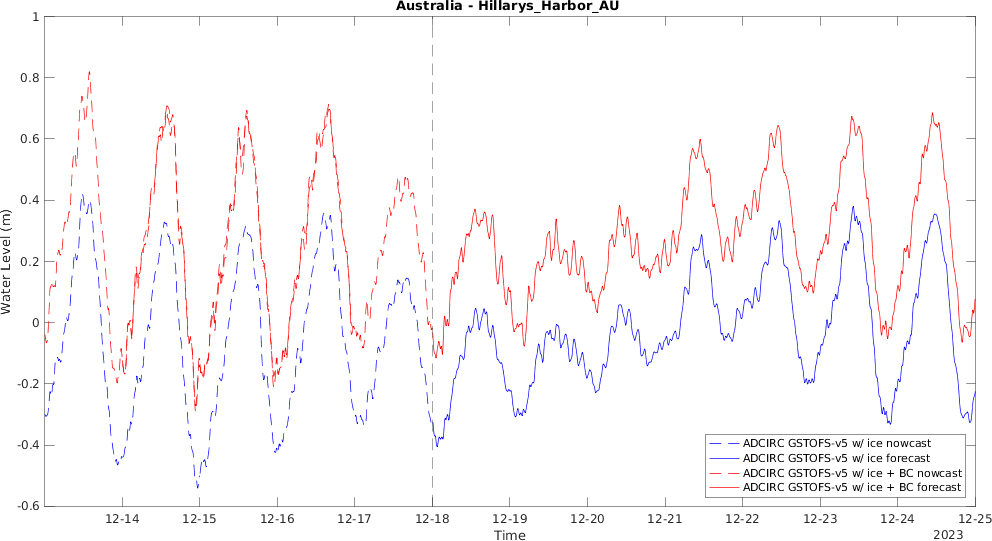 Australia - Hillarys_Harbor_AU
Water Level (m)
1
0.8
0.6
0.4
0.2
0
-0.2
-0.4
-0.6
ADCIRC GSTOFS-v5 w/ ice nowcast
ADCIRC GSTOFS-v5 w/ ice forecast
ADCIRC GSTOFS-v5 w/ ice + BC nowcast
ADCIRC GSTOFS-v5 w/ ice + BC forecast
12-14 12-15 12-16 12-17 12-18 12-19 12-20 12-21 12-22 12-23 12-24 12-25
Time
2023